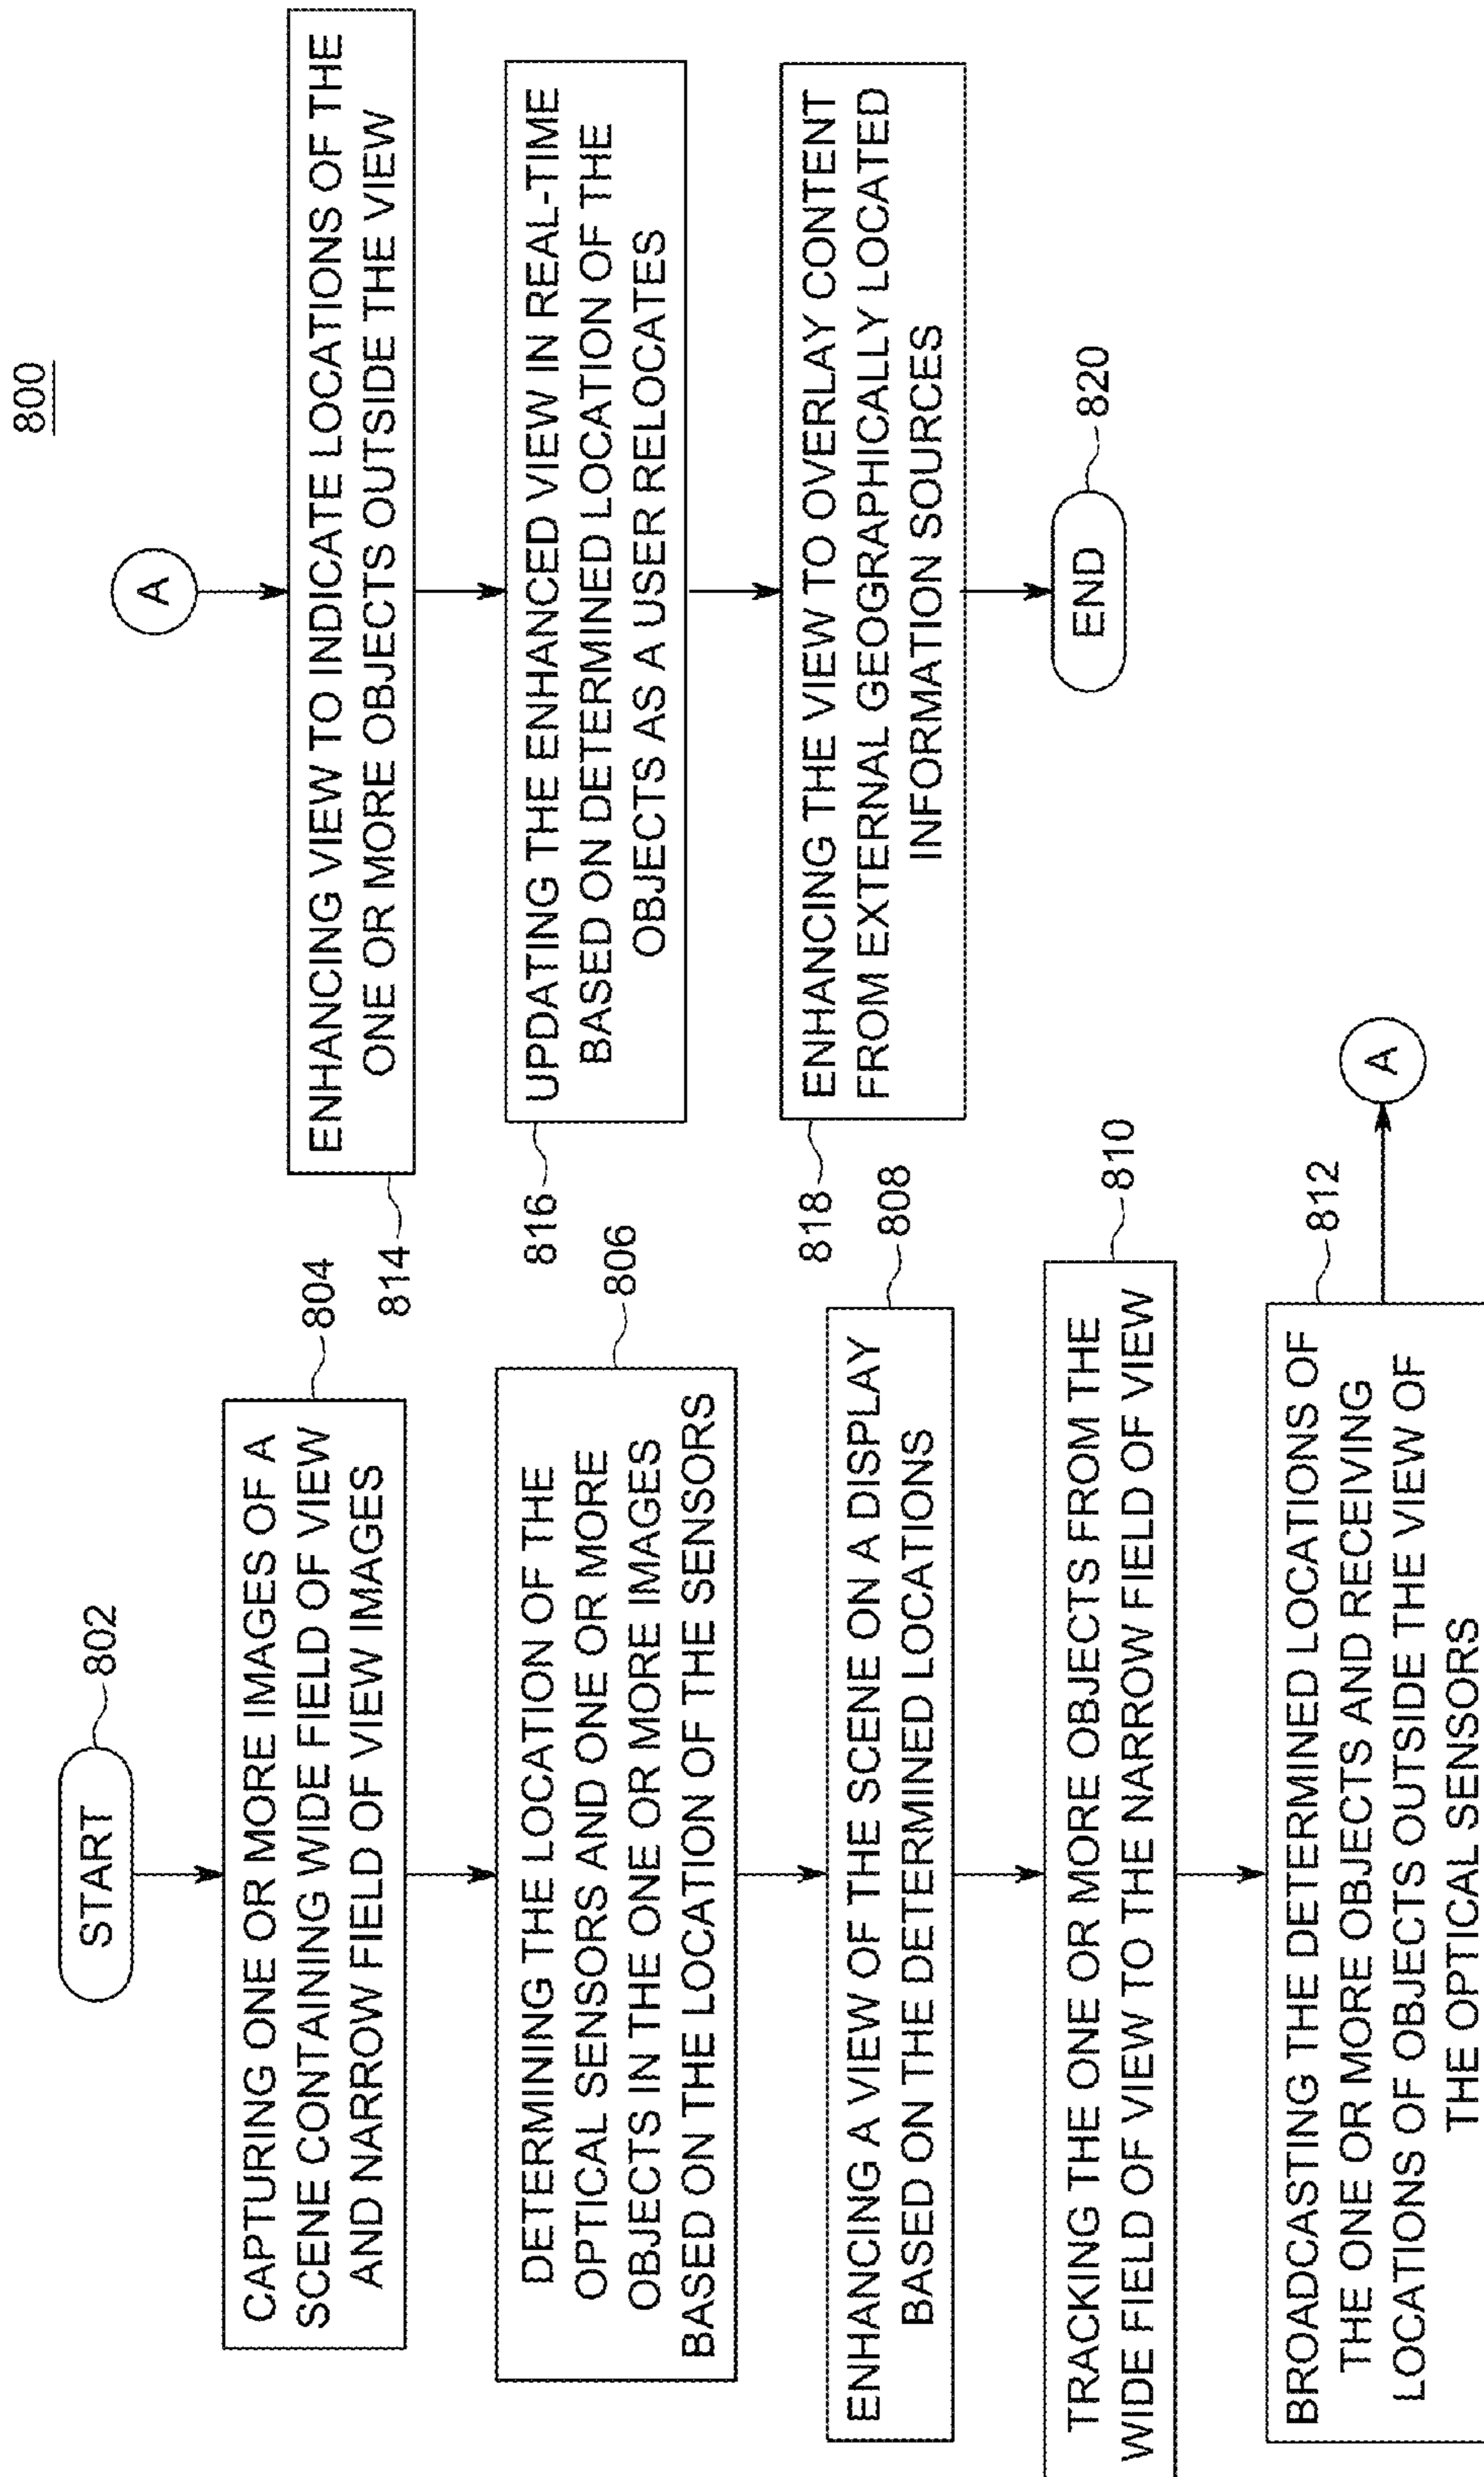 800
START
802
CAPTURING ONE OR MORE IMAGES OF A
SCENE CONTAINING WIDE FIELD OF VIEW
AND NARROW FIELD OF VIEW IMAGES
804
DETERMINING THE LOCATION OF THE
OPTICAL SENSORS AND ONE OR MORE
OBJECTS IN THE ONE OR MORE IMAGES
BASED ON THE LOCATION OF THE SENSORS
806
ENHANCING A VIEW OF THE SCENE ON A DISPLAY
BASED ON THE DETERMINED LOCATIONS
808
TRACKING THE ONE OR MORE OBJECTS FROM THE
WIDE FIELD OF VIEW TO THE NARROW FIELD OF VIEW
810
BROADCASTING THE DETERMINED LOCATIONS OF
THE ONE OR MORE OBJECTS AND RECEIVING
LOCATIONS OF OBJECTS OUTSIDE THE VIEW OF
THE OPTICAL SENSORS
812
A
A
ENHANCING VIEW TO INDICATE LOCATIONS OF THE
ONE OR MORE OBJECTS OUTSIDE THE VIEW
814
UPDATING THE ENHANCED VIEW IN REAL-TIME
BASED ON DETERMINED LOCATION OF THE
OBJECTS AS A USER RELOCATES
816
ENHANCING THE VIEW TO OVERLAY CONTENT
FROM EXTERNAL GEOGRAPHICALLY LOCATED
INFORMATION SOURCES
818
END
820